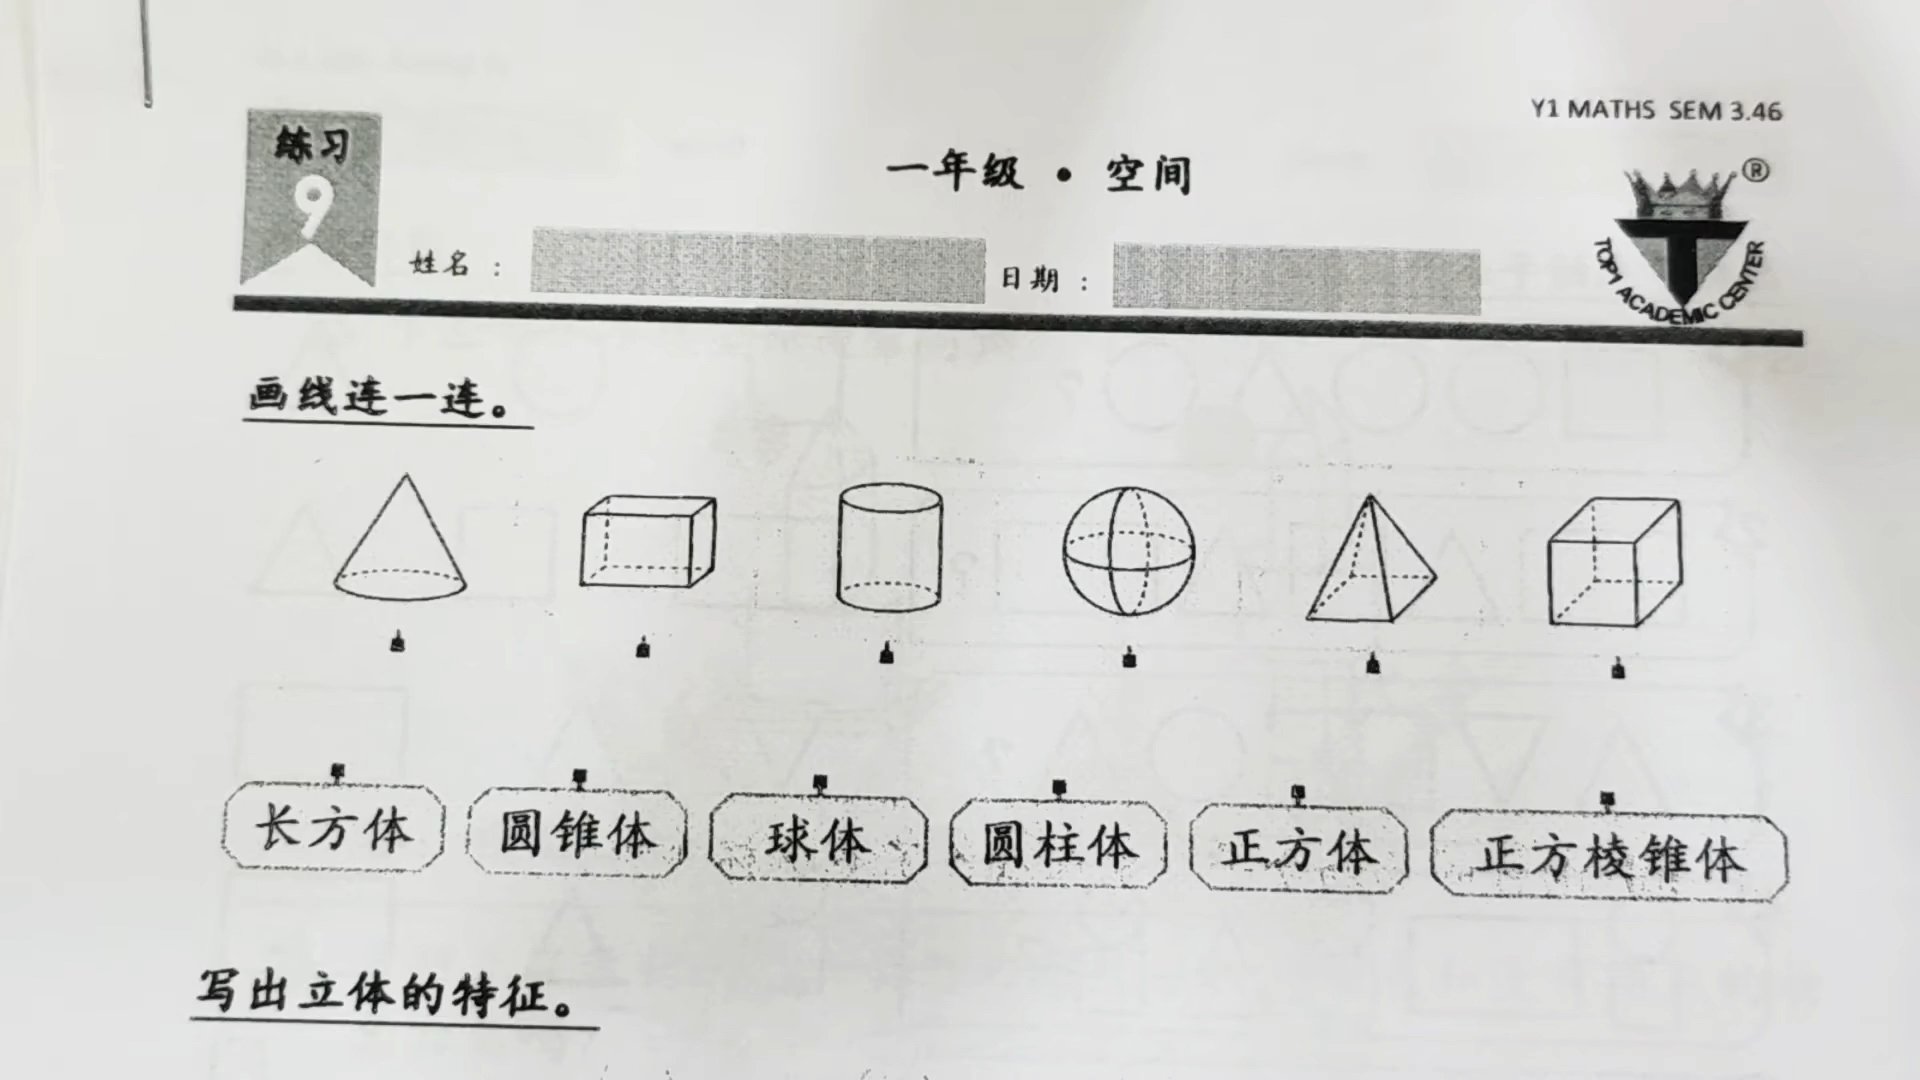 Y1 MATHS SEM 3.46
练习
9
一年级 · 空间
®
TOP1 ACADEMIC CENTER
姓名： 日期：
画线连一连。
长方体 圆锥体 球体 圆柱体 正方体 正方棱锥体
写出立体的特征。